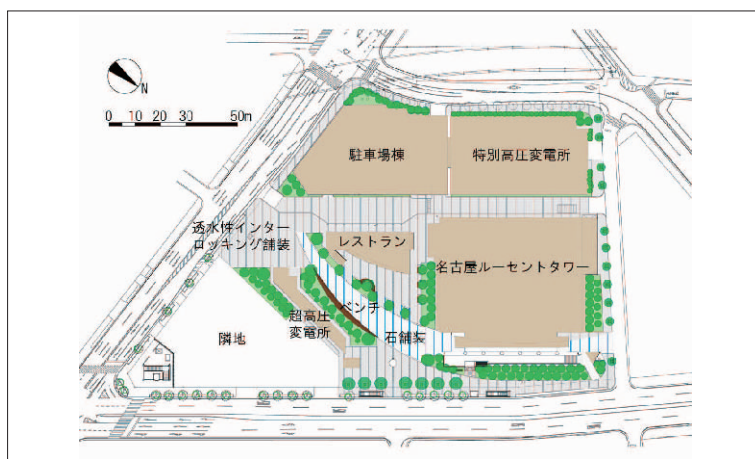 N
0 10 20 30 50m
駐車場棟
特別高圧変電所
透水性インター
ロッキング舗装
レストラン
名古屋ルーセントタワー
ベンチ
超高圧
変電所
石舗装
隣地